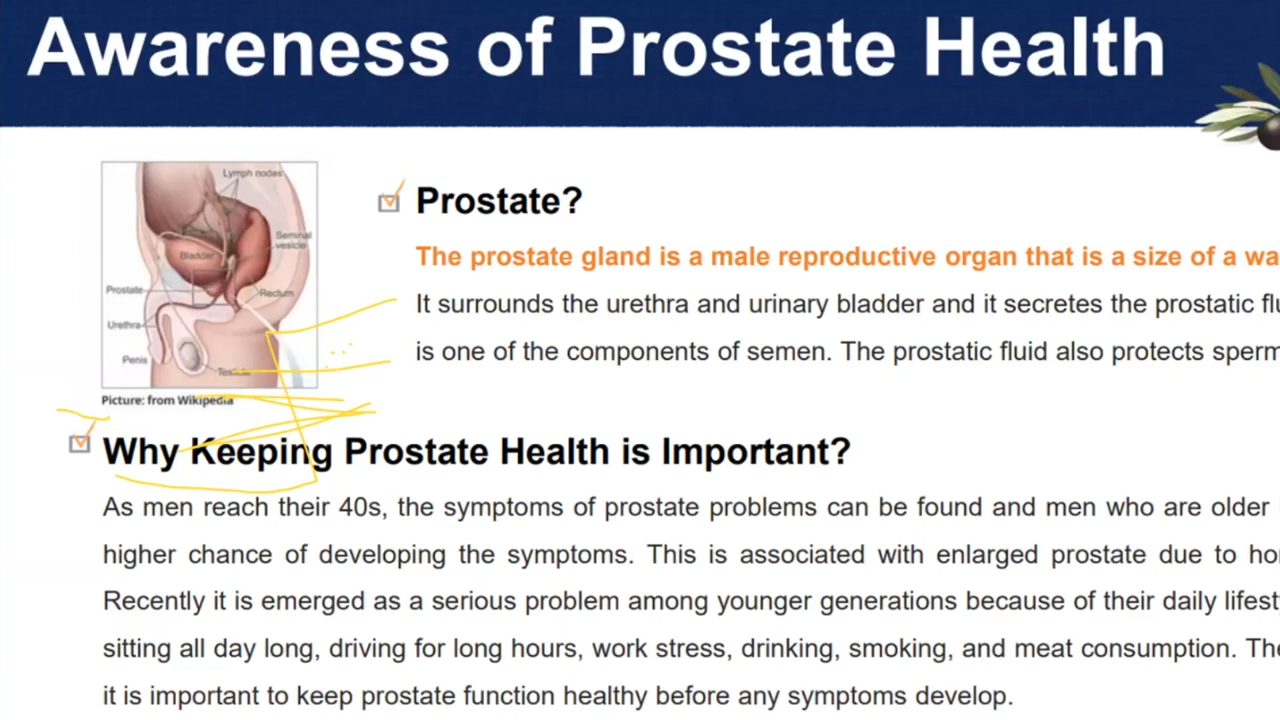 Awareness of Prostate Health
Lymph nodes
Seminal
vesicle
Bladder
Prostate
Rectum
Urethra
Penis
Picture: from Wikipedia
Prostate?
The prostate gland is a male reproductive organ that is a size of a wa
It surrounds the urethra and urinary bladder and it secretes the prostatic flu
is one of the components of semen. The prostatic fluid also protects sperm
Why Keeping Prostate Health is Important?
As men reach their 40s, the symptoms of prostate problems can be found and men who are older
higher chance of developing the symptoms. This is associated with enlarged prostate due to ho
Recently it is emerged as a serious problem among younger generations because of their daily lifest
sitting all day long, driving for long hours, work stress, drinking, smoking, and meat consumption. The
it is important to keep prostate function healthy before any symptoms develop.